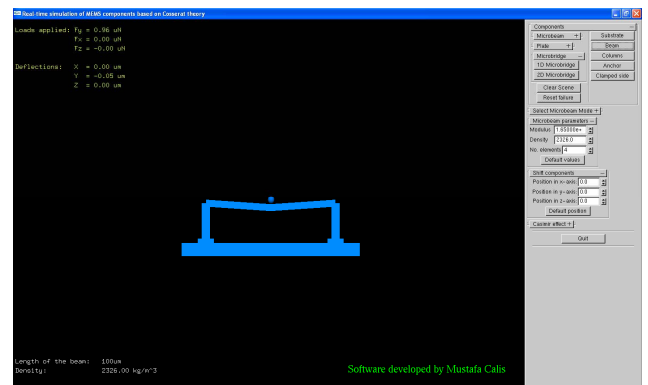 Real-time simulation of MEMS components based on Cosserat theory
Loads applied: Fy = 0.96 uN
Fx = 0.00 uN
Fz = -0.00 uN
Deflections: X = 0.00 um
Y = -0.05 um
Z = 0.00 um
Length of the beam: 100um
Density: 2326.00 kg/m^3
Software developed by Mustafa Calis
Components
Microbeam +
Plate +
Microbridge -
1D Microbridge
2D Microbridge
Clear Scene
Reset failure
Substrate
Beam
Columns
Anchor
Clamped side
Select Microbeam Mode +
Microbeam parameters -
Modulus 1.65000e+
Density 2326.0
No. elements 4
Default values
Shift components -
Position in x-axis: 0.0
Position in y-axis: 0.0
Position in z-axis: 0.0
Default position
Casimir effect +
Quit